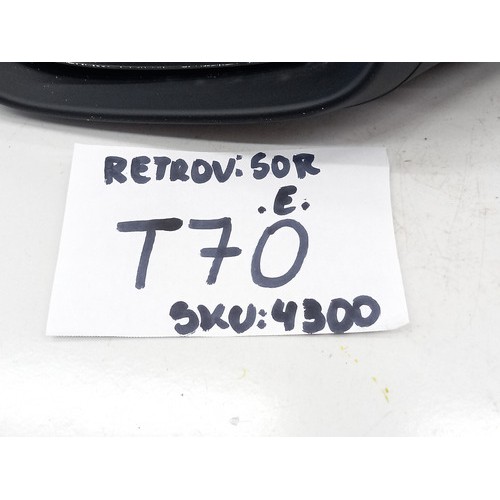 RETROViSOR
.E.
T70
SKU:4300